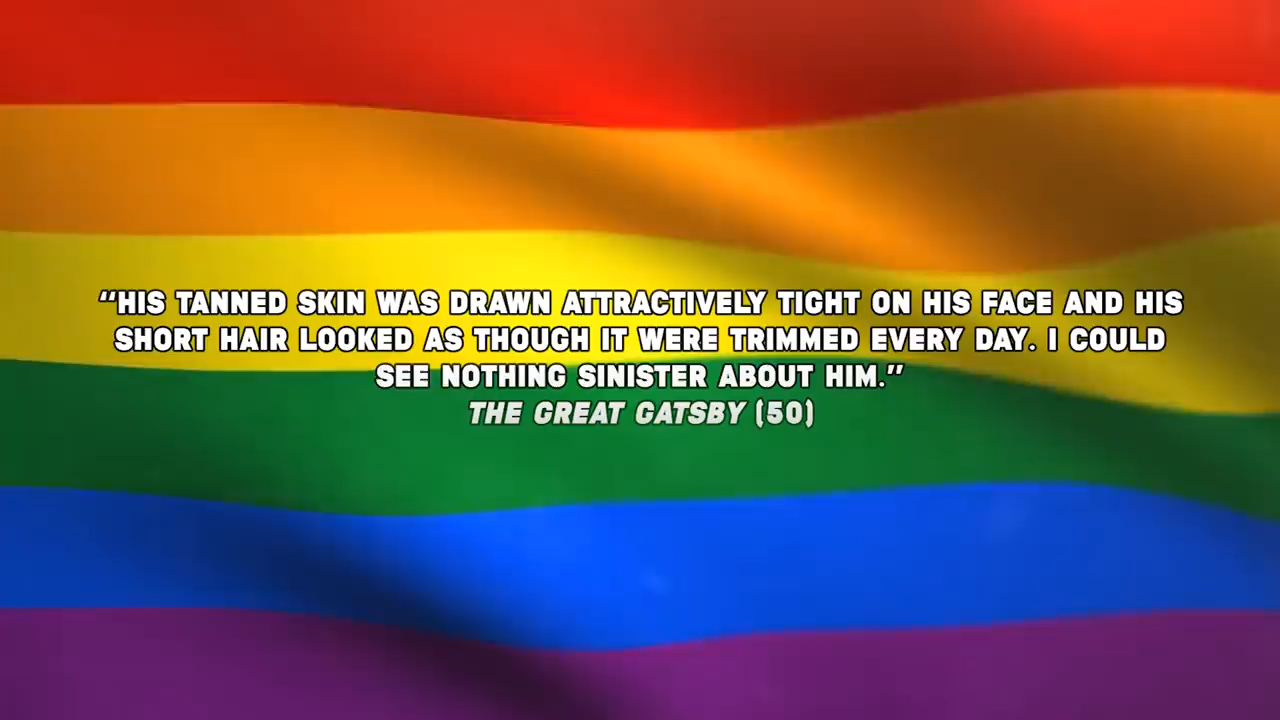 “HIS TANNED SKIN WAS DRAWN ATTRACTIVELY TIGHT ON HIS FACE AND HIS
SHORT HAIR LOOKED AS THOUGH IT WERE TRIMMED EVERY DAY. I COULD
SEE NOTHING SINISTER ABOUT HIM.”
THE GREAT GATSBY (50)